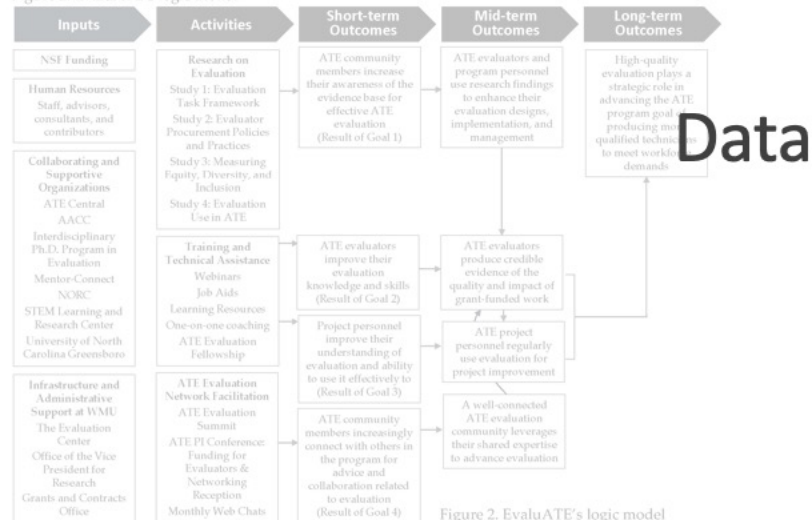 Inputs
Activities
Short-term
Outcomes
Mid-term
Outcomes
Long-term
Outcomes
NSF Funding
Human Resources
Staff, advisors,
consultants, and
contributors
Collaborating and
Supportive
Organizations
ATE Central
AACC
Interdisciplinary
Ph.D. Program in
Evaluation
Mentor-Connect
NORC
STEM Learning and
Research Center
University of North
Carolina Greensboro
Infrastructure and
Administrative
Support at WMU
The Evaluation
Center
Office of the Vice
President for
Research
Grants and Contracts
Office
Research on
Evaluation
Study 1: Evaluation
Task Framework
Study 2: Evaluator
Procurement Policies
and Practices
Study 3: Measuring
Equity, Diversity, and
Inclusion
Study 4: Evaluation
Use in ATE
Training and
Technical Assistance
Webinars
Job Aids
Learning Resources
One-on-one coaching
ATE Evaluation
Fellowship
ATE Evaluation
Network Facilitation
ATE Evaluation
Summit
ATE PI Conference:
Funding for
Evaluators &
Networking
Reception
Monthly Web Chats
ATE community
members increase
their awareness of the
evidence base for
effective ATE
evaluation
(Result of Goal 1)
ATE evaluators
improve their
evaluation
knowledge and skills
(Result of Goal 2)
Project personnel
improve their
understanding of
evaluation and ability
to use it effectively to
(Result of Goal 3)
ATE community
members increasingly
connect with others in
the program for
advice and
collaboration related
to evaluation
(Result of Goal 4)
ATE evaluators and
program personnel
use research findings
to enhance their
evaluation designs,
implementation, and
management
ATE evaluators
produce credible
evidence of the
quality and impact of
grant-funded work
ATE project
personnel regularly
use evaluation for
project improvement
A well-connected
ATE evaluation
community leverages
their shared expertise
to advance evaluation
High-quality
evaluation plays a
strategic role in
advancing the ATE
program goal of
producing
qualified
to meet
demands
Data
Figure 2. EvaluATE's logic model